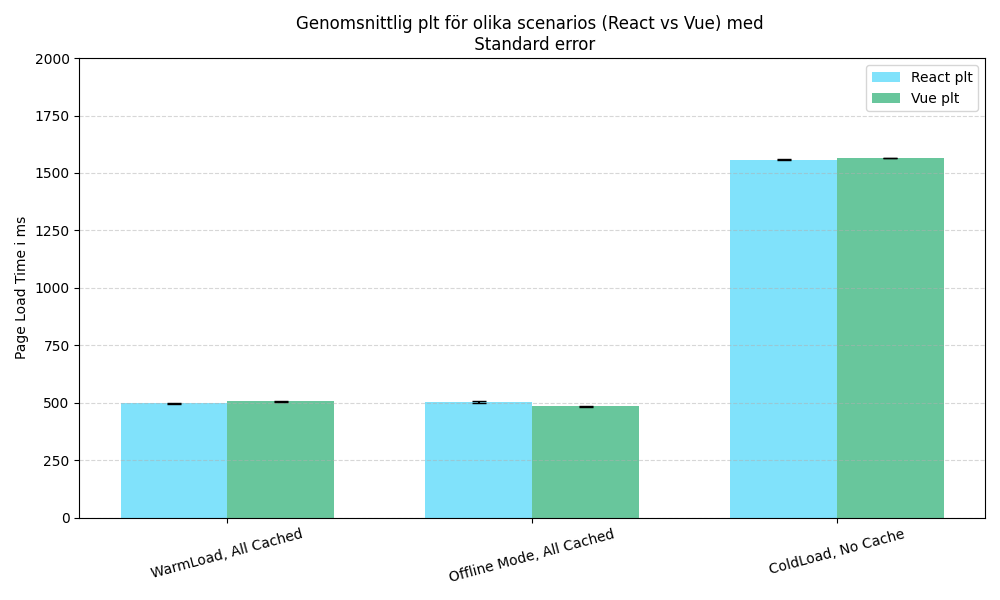 Genomsnittlig plt för olika scenarios (React vs Vue) med
Standard error
React plt
Vue plt
Page Load Time i ms
2000
1750
1500
1250
1000
750
500
250
0
WarmLoad, All Cached
Offline Mode, All Cached
ColdLoad, No Cache